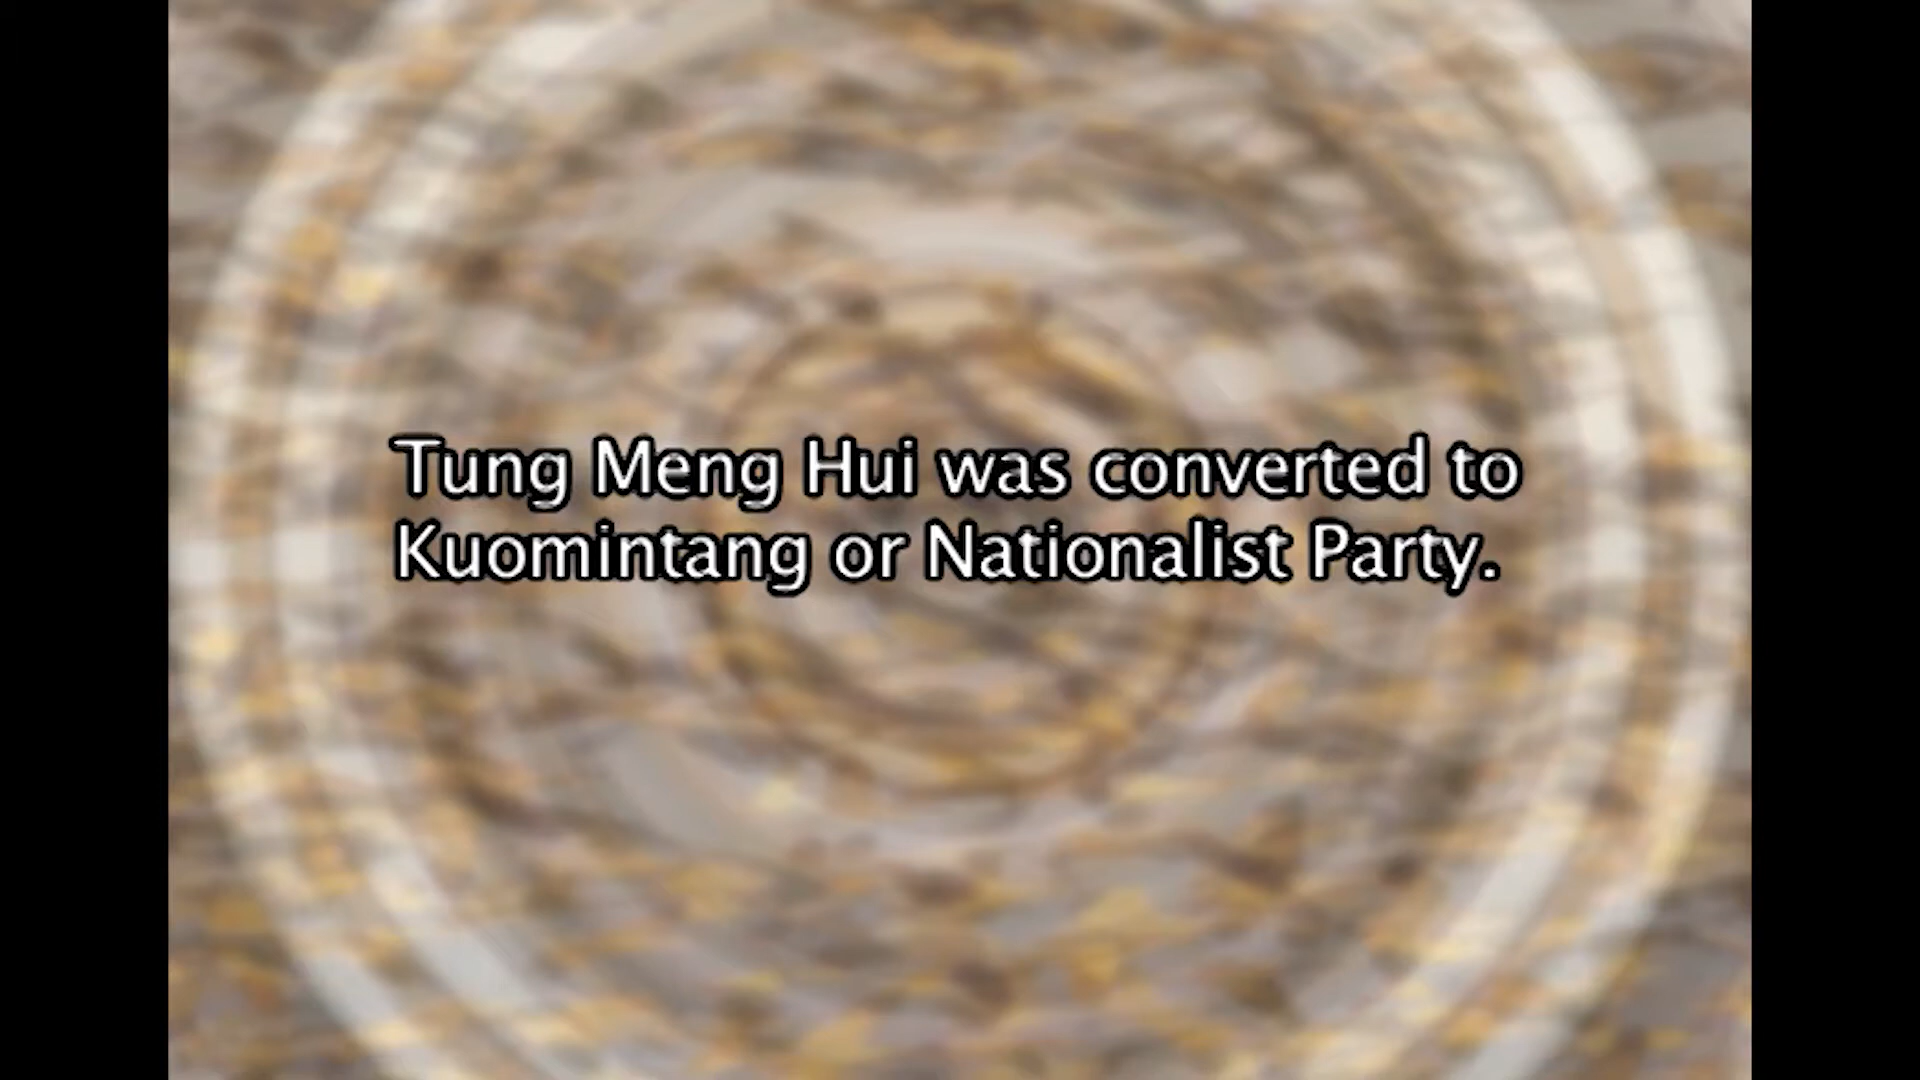 Tung Meng Hui was converted to
Kuomintang or Nationalist Party.